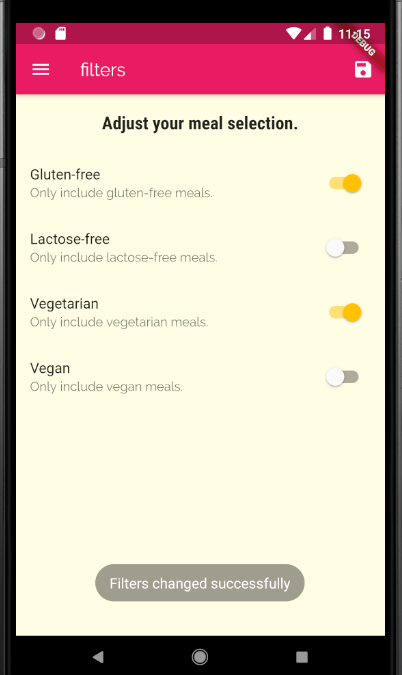 11:15
DEBUG
filters
Adjust your meal selection.
Gluten-free
Only include gluten-free meals.
Lactose-free
Only include lactose-free meals.
Vegetarian
Only include vegetarian meals.
Vegan
Only include vegan meals.
Filters changed successfully